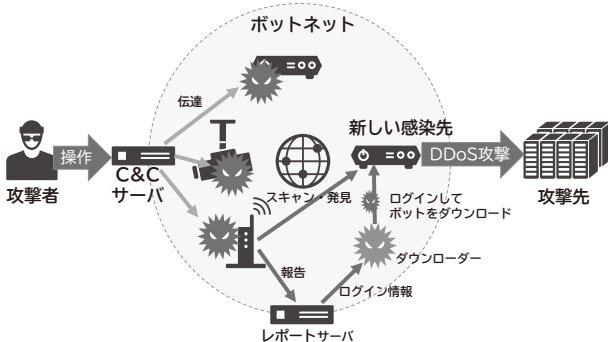 ボットネット
伝達
新しい感染先
操作
DDoS攻撃
攻撃者
C&C
サーバ
スキャン・発見
ログインして
ボットをダウンロード
攻撃先
ダウンローダー
報告
ログイン情報
レポートサーバ